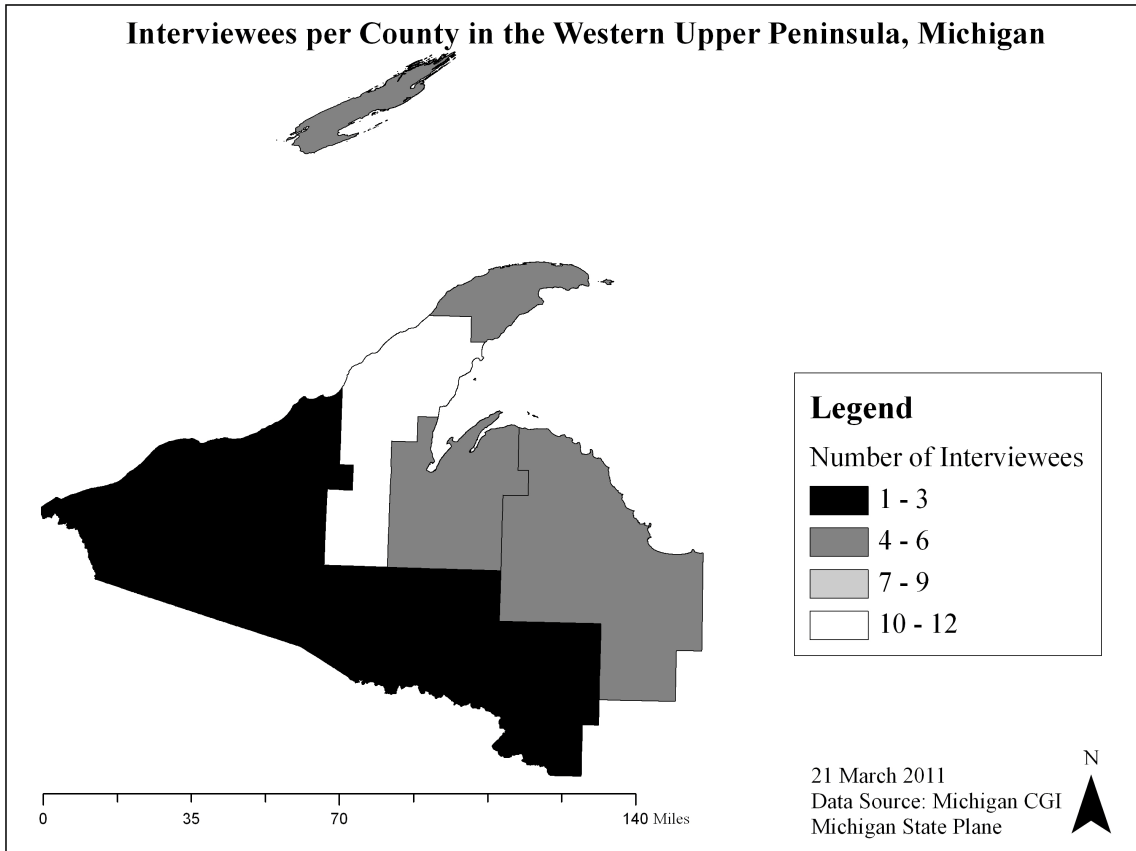 Interviewees per County in the Western Upper Peninsula, Michigan
Legend
Number of Interviewees
1 - 3
4 - 6
7 - 9
10 - 12
N
21 March 2011
Data Source: Michigan CGI
Michigan State Plane
0 35 70 140 Miles